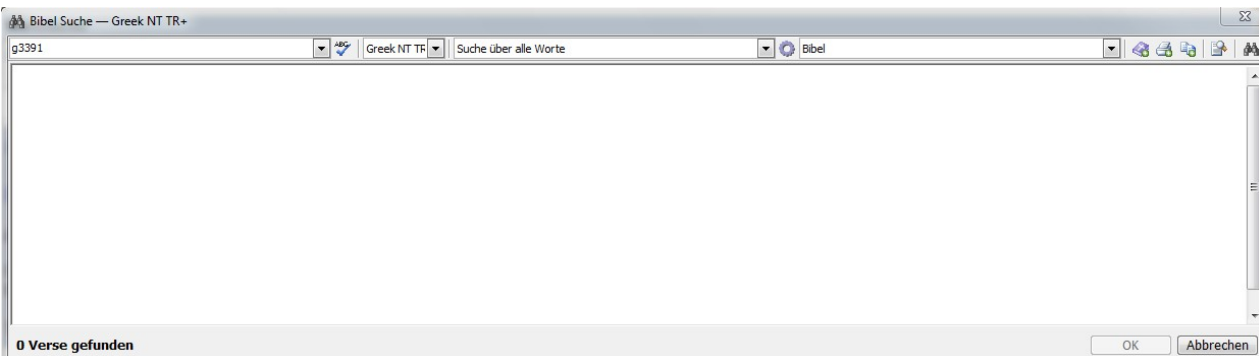 Bibel Suche — Greek NT TR+
g3391 ABC Greek NT TR Suche über alle Worte Bibel
0 Verse gefunden OK Abbrechen